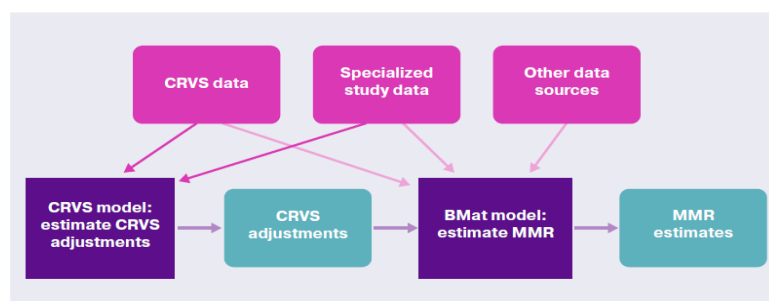 CRVS data
Specialized
study data
Other data
sources
CRVS model:
estimate CRVS
adjustments
CRVS
adjustments
BMat model:
estimate MMR
MMR
estimates